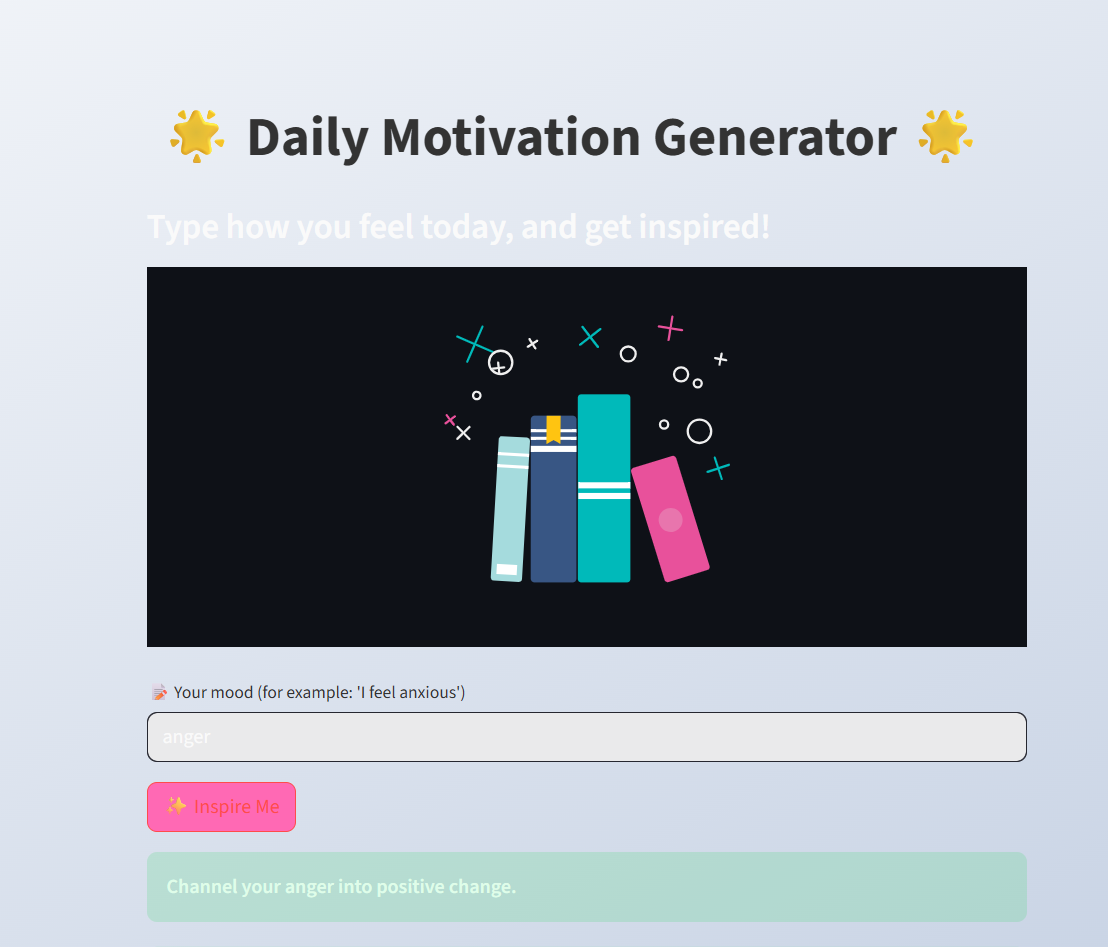 🌟 Daily Motivation Generator 🌟
Type how you feel today, and get inspired!
📝 Your mood (for example: 'I feel anxious')
anger
✨ Inspire Me
Channel your anger into positive change.